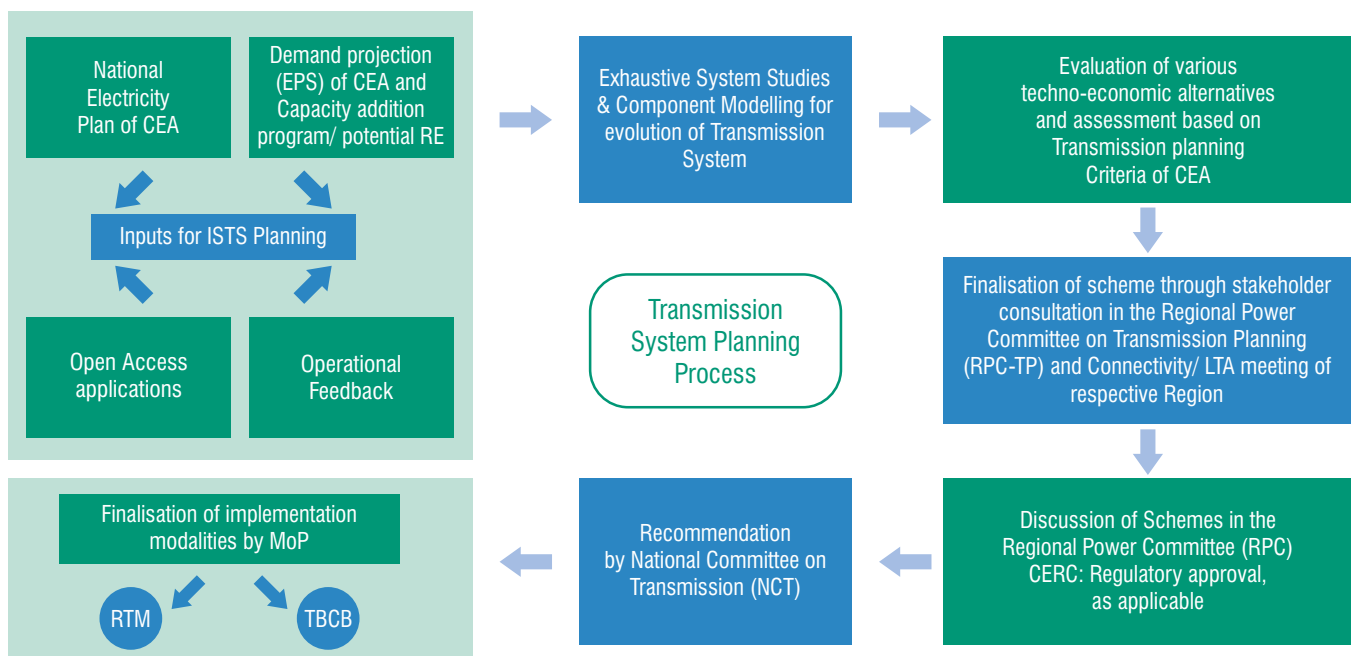 National
Electricity
Plan of CEA
Demand projection
(EPS) of CEA and
Capacity addition
program/ potential RE
Inputs for ISTS Planning
Open Access
applications
Operational
Feedback
Exhaustive System Studies
& Component Modelling for
evolution of Transmission
System
Evaluation of various
techno-economic alternatives
and assessment based on
Transmission planning
Criteria of CEA
Transmission
System Planning
Process
Finalisation of scheme through stakeholder
consultation in the Regional Power
Committee on Transmission Planning
(RPC-TP) and Connectivity/ LTA meeting of
respective Region
Discussion of Schemes in the
Regional Power Committee (RPC)
CERC: Regulatory approval,
as applicable
Recommendation
by National Committee on
Transmission (NCT)
Finalisation of implementation
modalities by MoP
RTM
TBCB